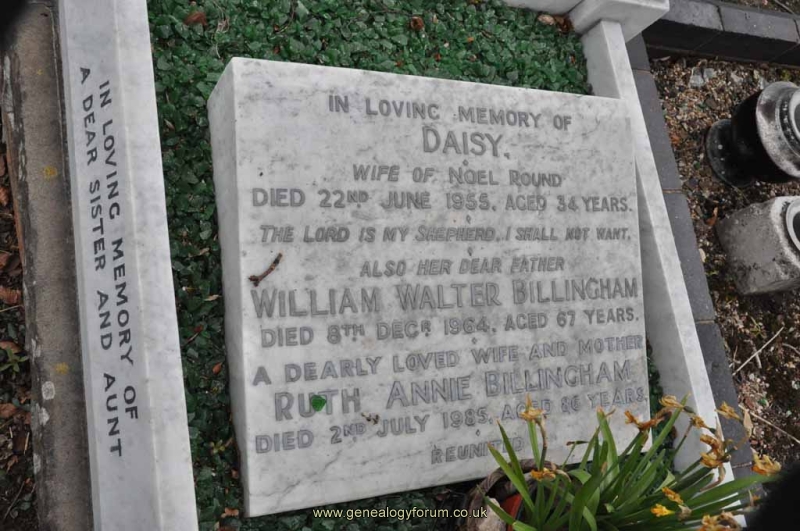 IN LOVING MEMORY OF
A DEAR SISTER AND AUNT
IN LOVING MEMORY OF
DAISY,
WIFE OF NOEL ROUND
DIED 22ND JUNE 1955, AGED 34 YEARS.
THE LORD IS MY SHEPHERD, I SHALL NOT WANT.
ALSO HER DEAR FATHER
WILLIAM WALTER BILLINGHAM
DIED 8TH DECR 1964, AGED 67 YEARS.
A DEARLY LOVED WIFE AND MOTHER
RUTH ANNIE BILLINGHAM
DIED 2ND JULY 1985, AGED 86 YEARS.
REUNITED
www.genealogyforum.co.uk